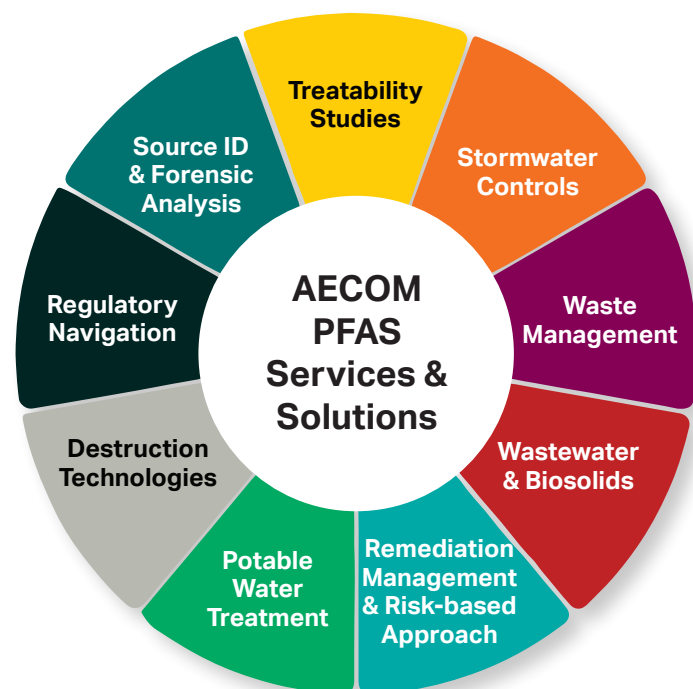 Treatability
Studies
Stormwater
Controls
Waste
Management
Wastewater
& Biosolids
Remediation
Management
& Risk-based
Approach
Potable
Water
Treatment
Destruction
Technologies
Regulatory
Navigation
Source ID
& Forensic
Analysis
AECOM
PFAS
Services &
Solutions